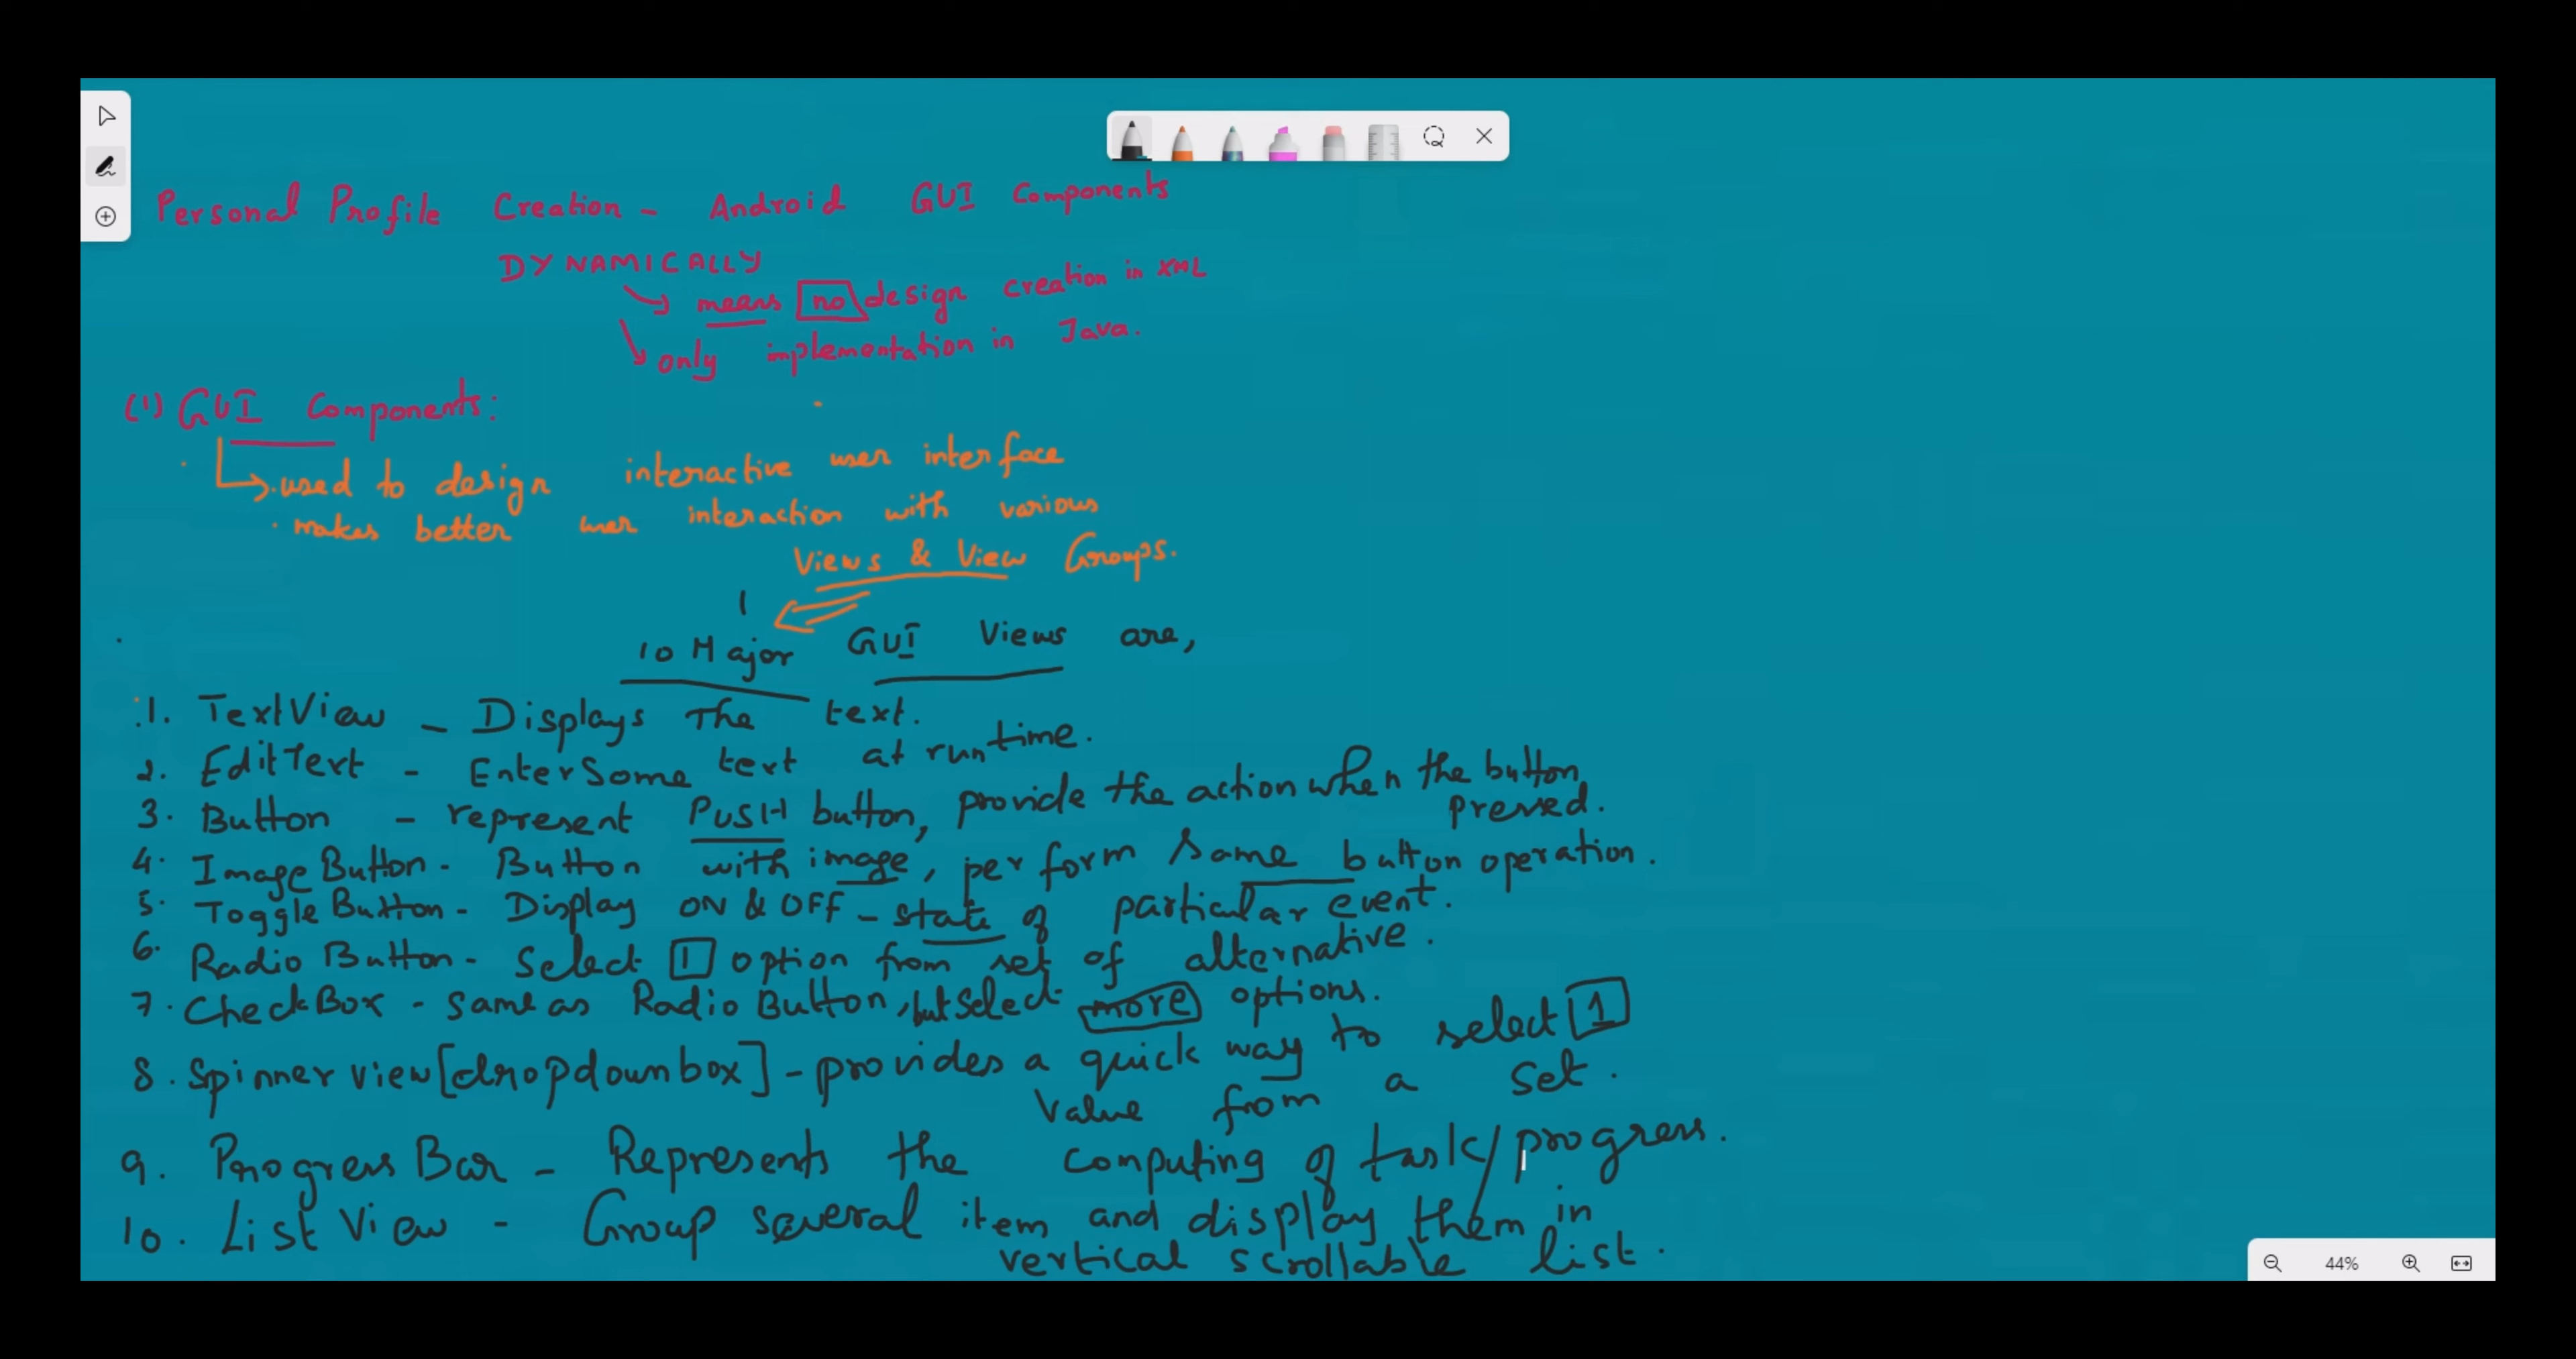 Personal Profile Creation - Android GUI Components
DYNAMICALLY
means no design creation in XML
only implementation in Java.
(1) GUI Components:
. used to design interactive user interface
. makes better user interaction with various
Views & View Groups.
10 Major GUI Views are,
1. TextView - Displays The text.
2. EditText - Enter Some text at runtime.
3. Button - represent PUSH button, provide the action when the button
pressed.
4. ImageButton - Button with image, perform same button operation.
5. ToggleButton - Display ON & OFF - state of particular event.
6. Radio Button - Select 1 option from set of alternative.
7. CheckBox - same as Radio Button, but select more options.
8. Spinner view [dropdownbox] - provides a quick way to select 1
value from a set.
9. Progress Bar - Represents the computing of task/progress.
10. List View - Group several item and display them in
vertical scrollable list.
44%